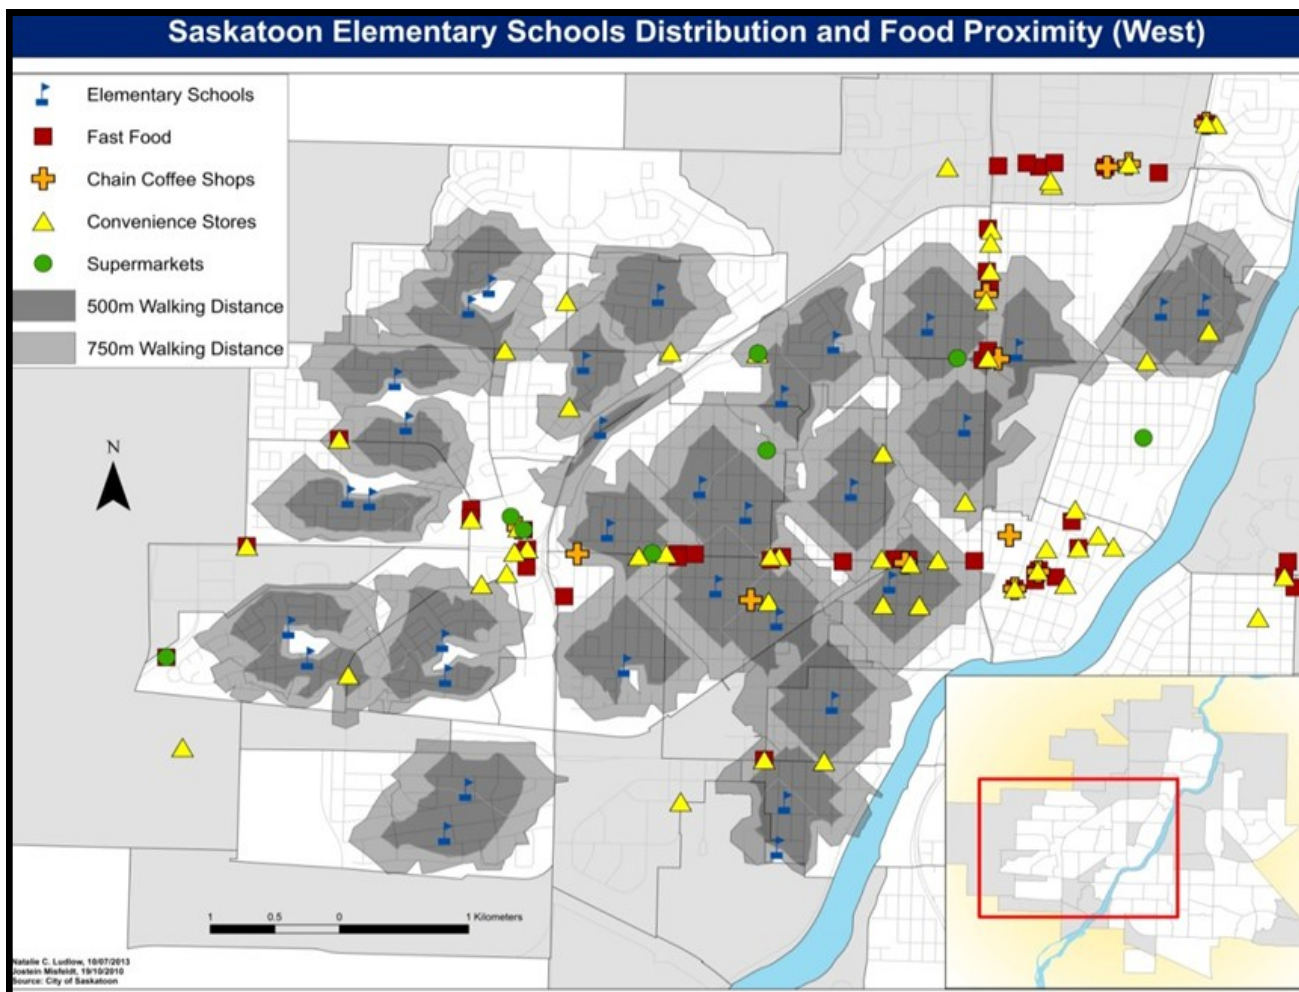 Saskatoon Elementary Schools Distribution and Food Proximity (West)
Elementary Schools
Fast Food
Chain Coffee Shops
Convenience Stores
Supermarkets
500m Walking Distance
750m Walking Distance
N
1 0.5 0 1 Kilometers
Natalie C. Ludlow, 10/07/2013
Jostein Misfeldt, 19/10/2010
Source: City of Saskatoon